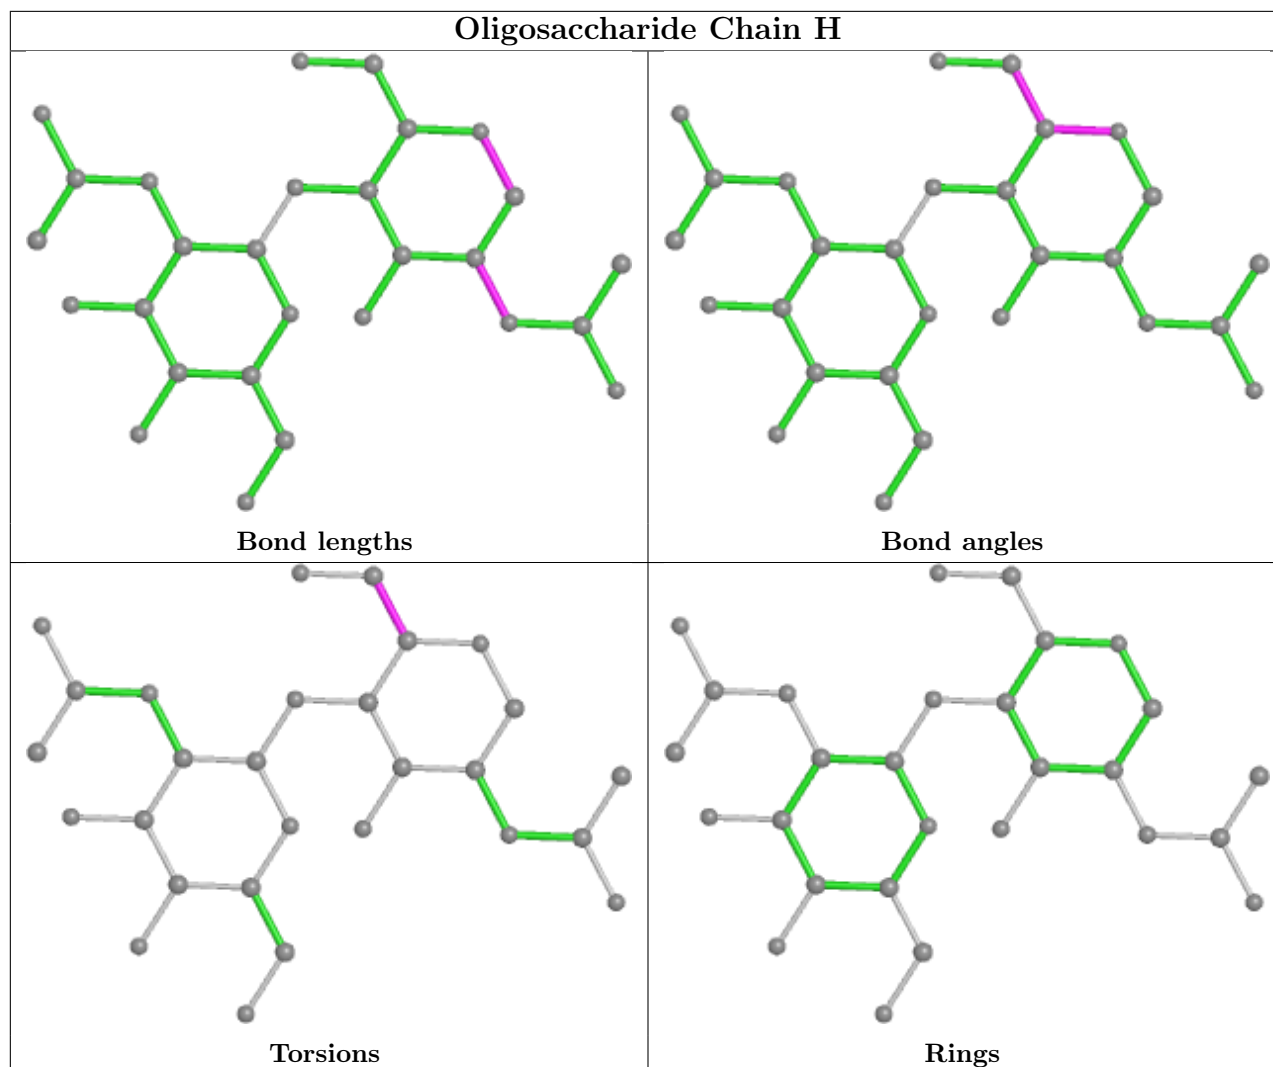 Oligosaccharide Chain H
Bond lengths
Bond angles
Torsions
Rings